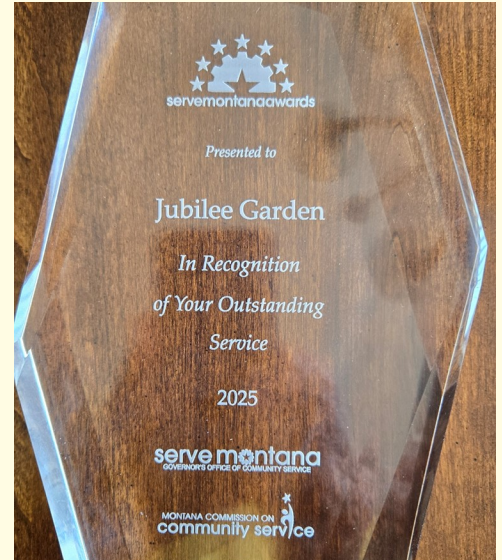 servemontanaawards
Presented to
Jubilee Garden
In Recognition
of Your Outstanding
Service
2025
serve montana
GOVERNOR'S OFFICE OF COMMUNITY SERVICE
MONTANA COMMISSION ON
community service